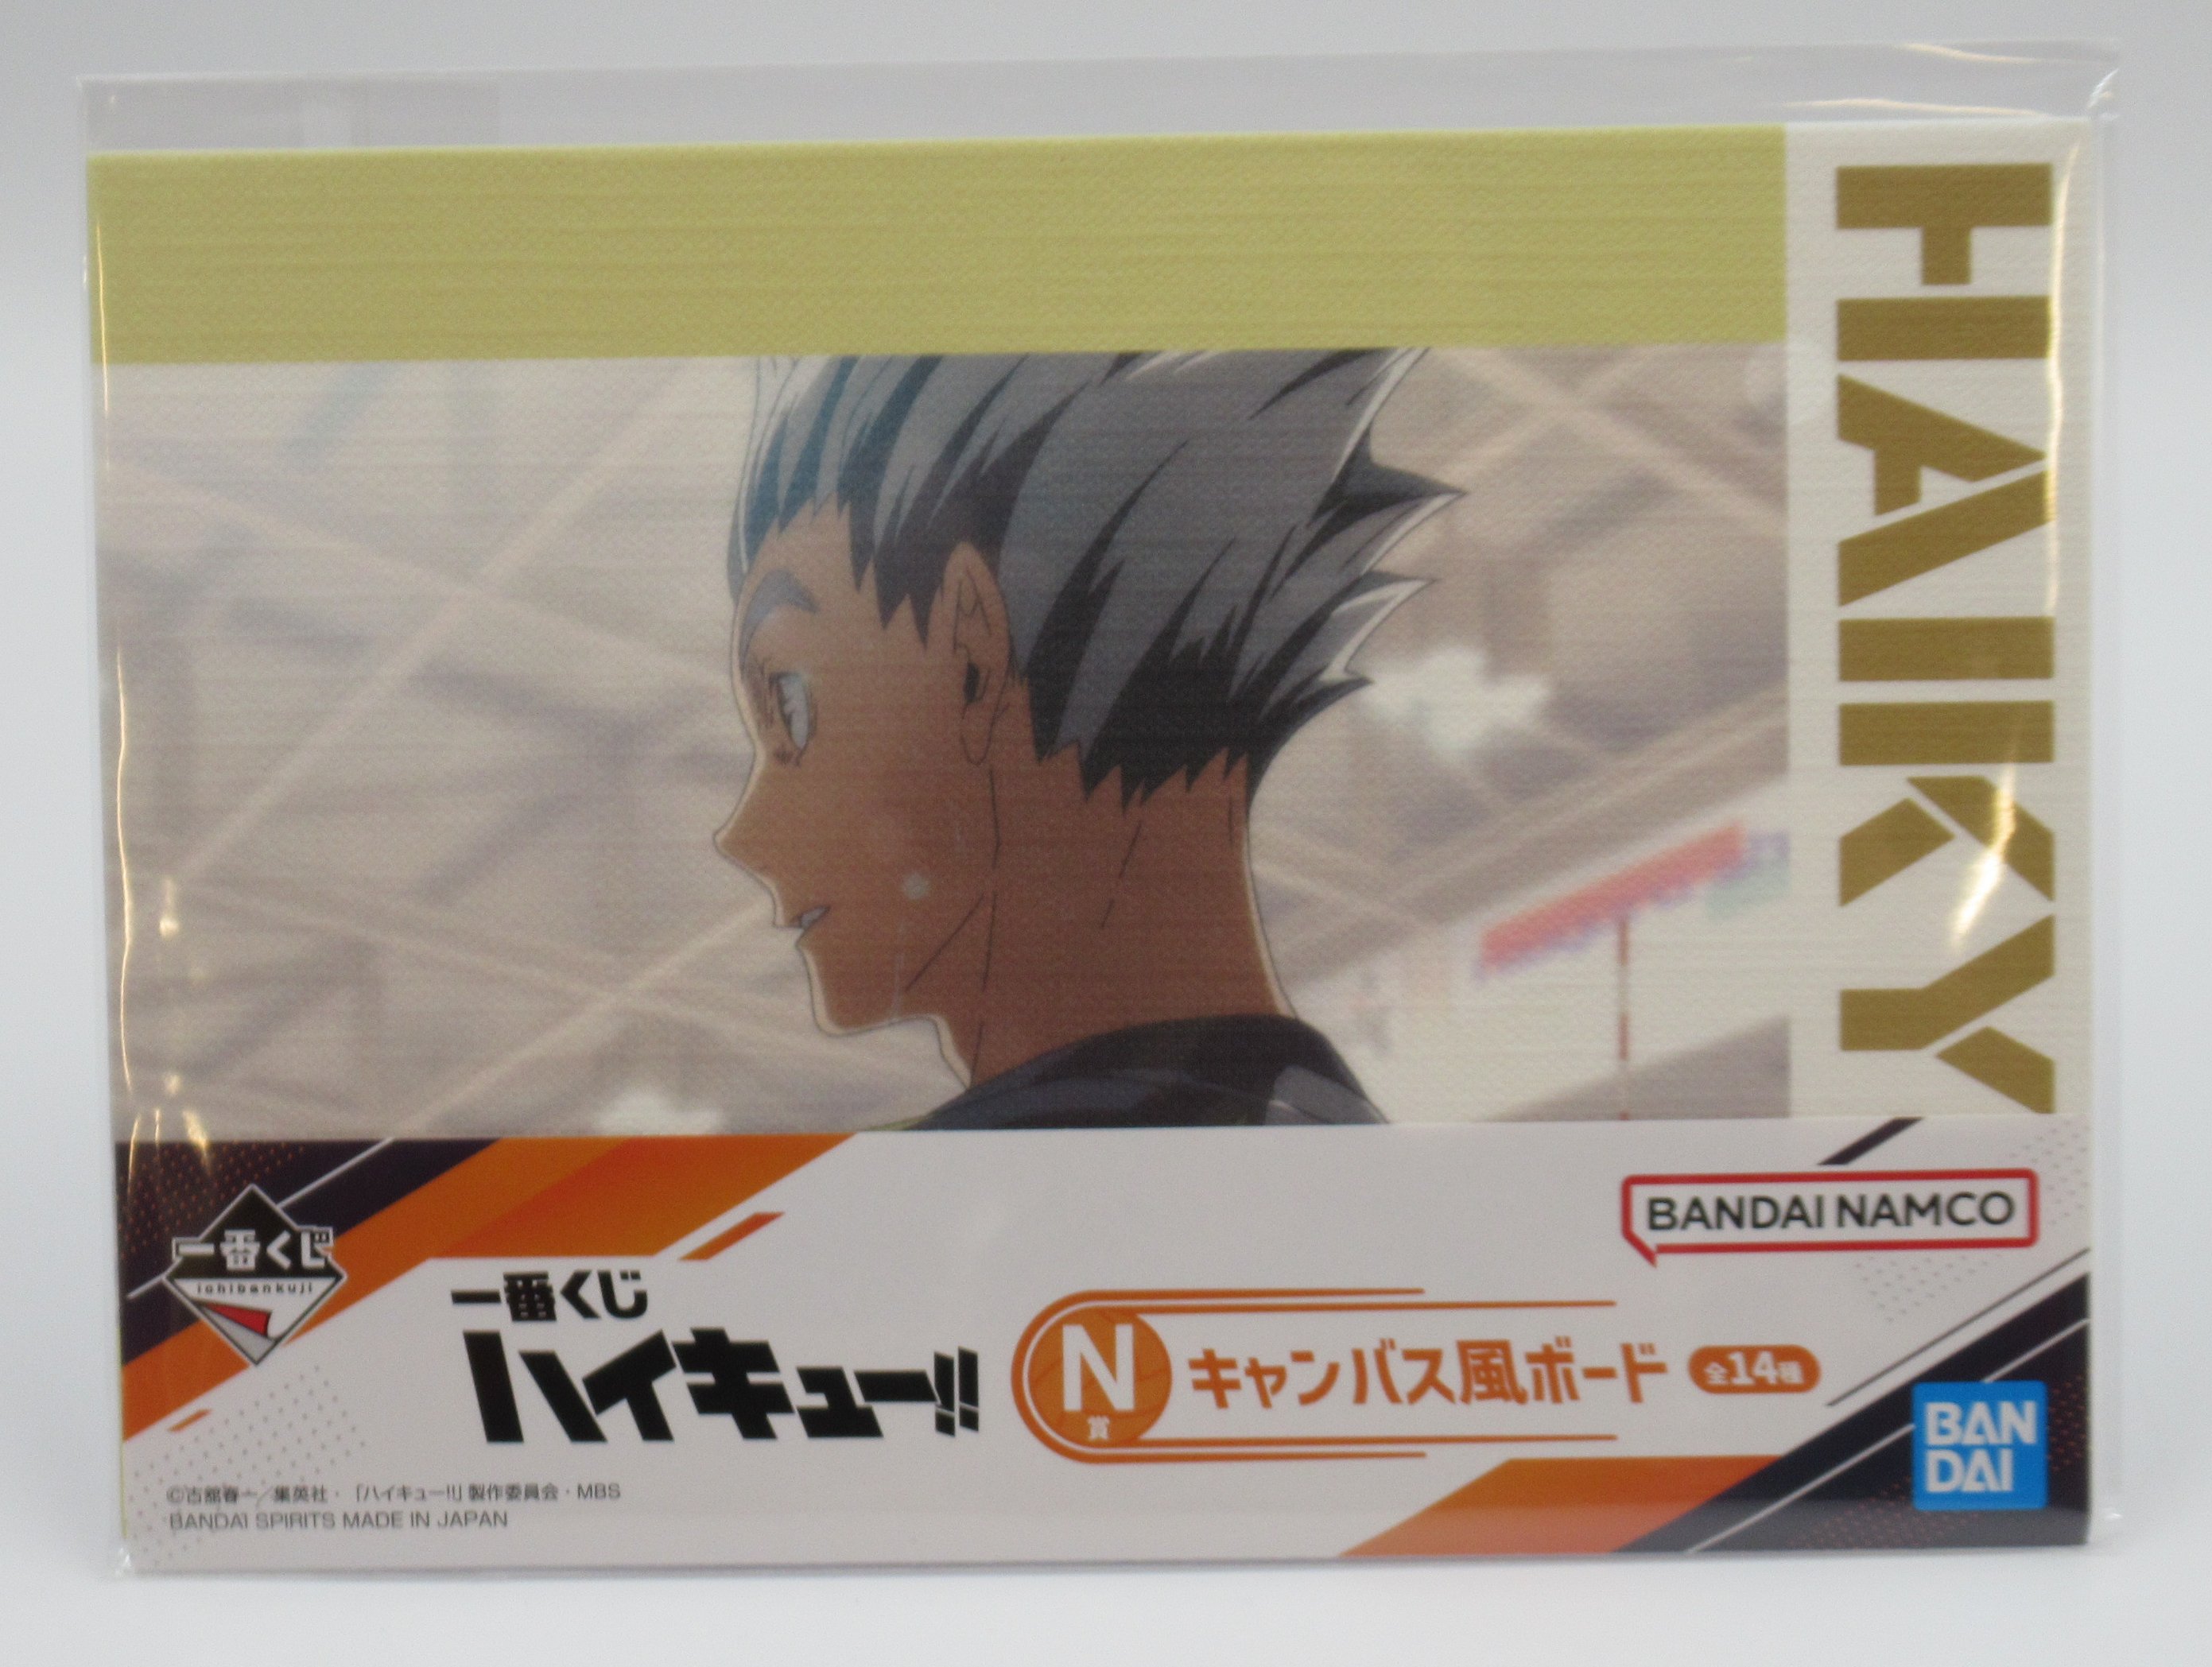 HAIKY
BANDAI NAMCO
一番くじ
ichibankuji
一番くじ
ハイキュー!!
N賞
キャンバス風ボード
全14種
BAN
DAI
©古舘春一／集英社・「ハイキュー!!」製作委員会・MBS
BANDAI SPIRITS MADE IN JAPAN